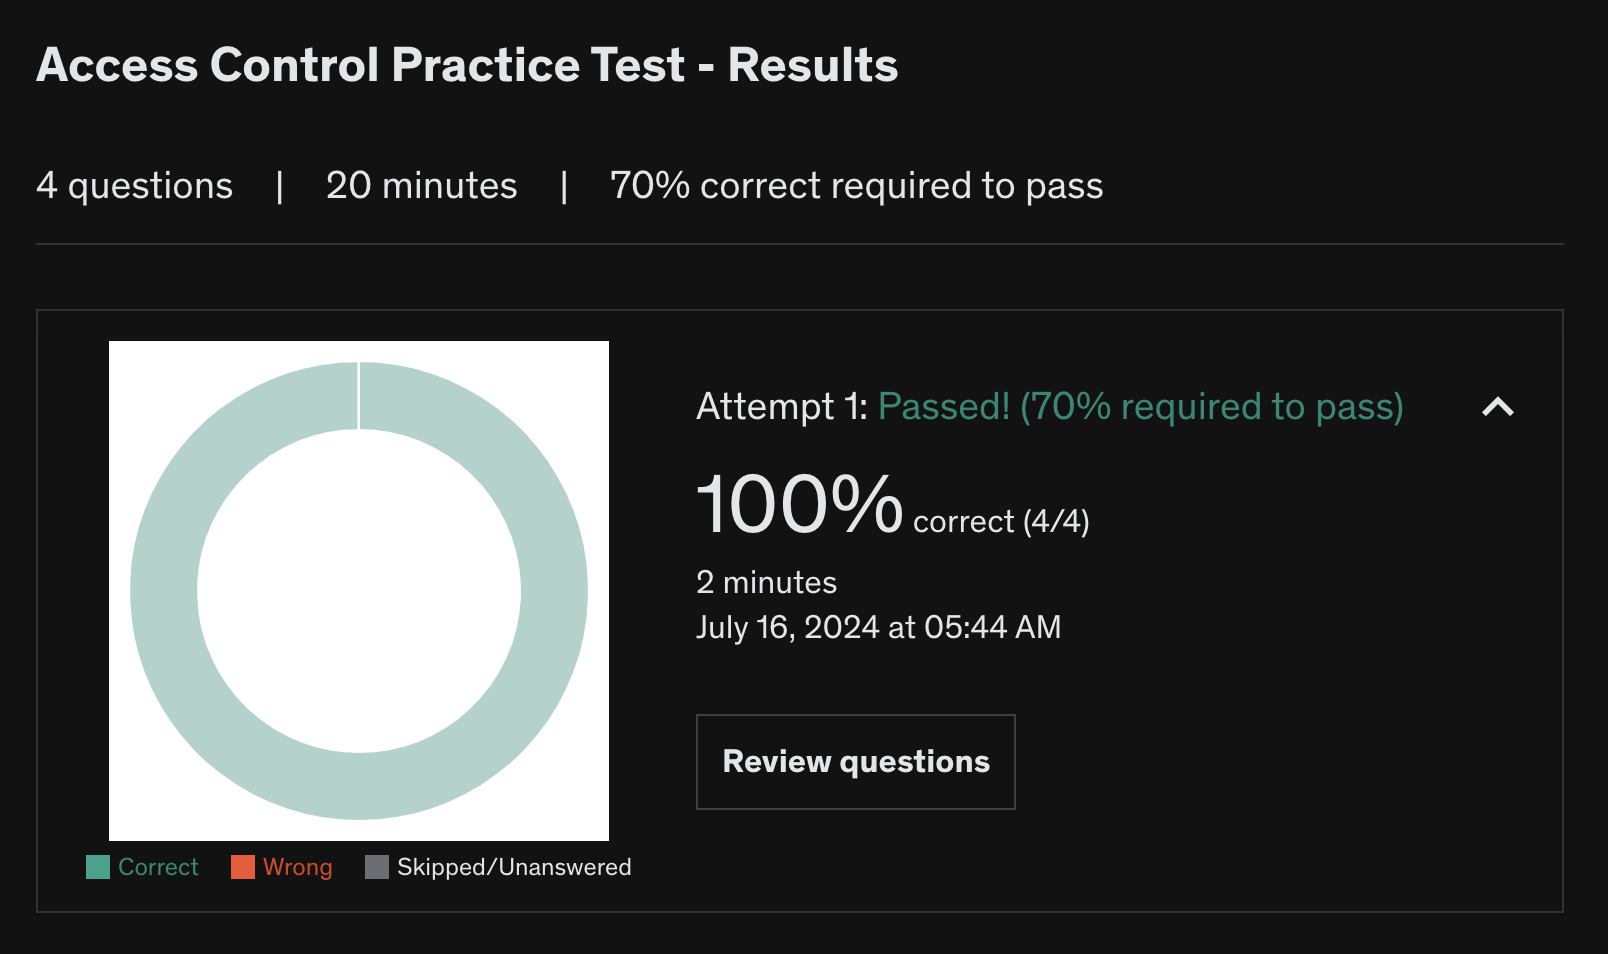 Access Control Practice Test - Results
4 questions | 20 minutes | 70% correct required to pass
Attempt 1: Passed! (70% required to pass)
100% correct (4/4)
2 minutes
July 16, 2024 at 05:44 AM
Review questions
Correct Wrong Skipped/Unanswered